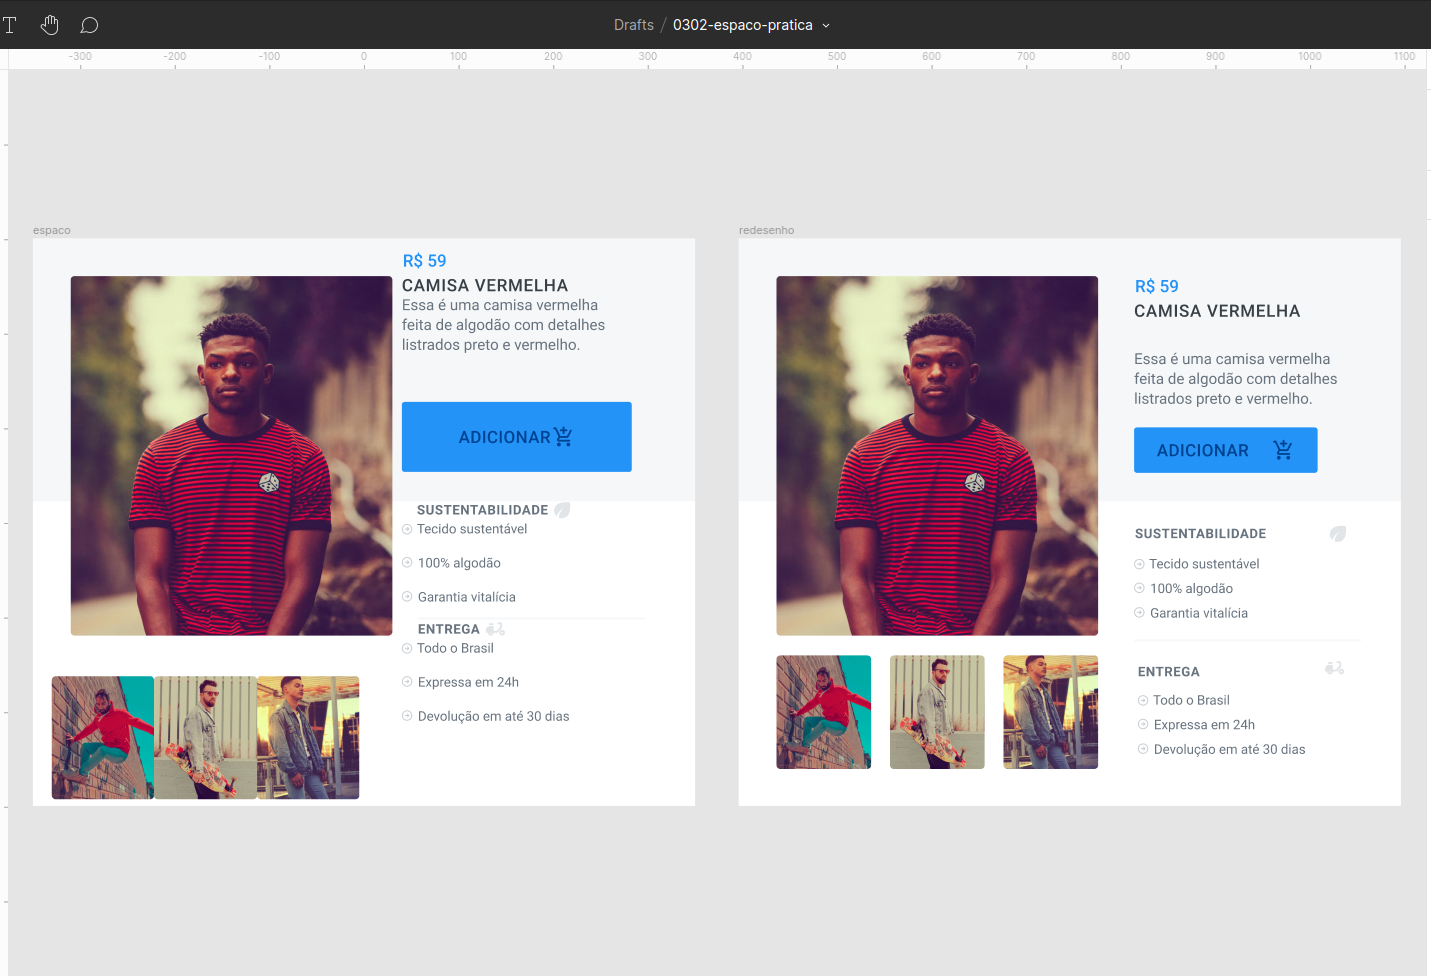 T
Drafts / 0302-espaco-pratica
-300 -200 -100 0 100 200 300 400 500 600 700 800 900 1000 1100
espaco
R$ 59
CAMISA VERMELHA
Essa é uma camisa vermelha
feita de algodão com detalhes
listrados preto e vermelho.
ADICIONAR
SUSTENTABILIDADE
Tecido sustentável
100% algodão
Garantia vitalícia
ENTREGA
Todo o Brasil
Expressa em 24h
Devolução em até 30 dias
redesenho
R$ 59
CAMISA VERMELHA
Essa é uma camisa vermelha
feita de algodão com detalhes
listrados preto e vermelho.
ADICIONAR
SUSTENTABILIDADE
Tecido sustentável
100% algodão
Garantia vitalícia
ENTREGA
Todo o Brasil
Expressa em 24h
Devolução em até 30 dias